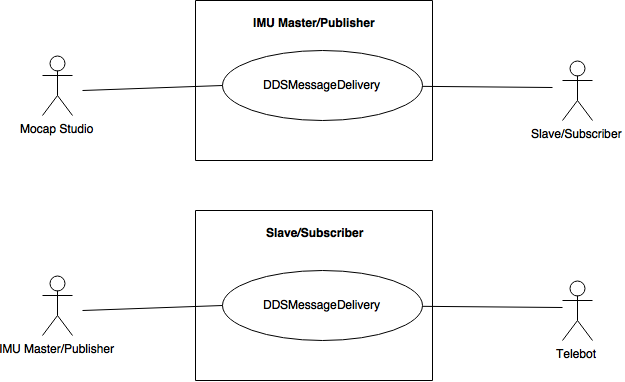 IMU Master/Publisher
DDSMessageDelivery
Mocap Studio
Slave/Subscriber
Slave/Subscriber
DDSMessageDelivery
IMU Master/Publisher
Telebot